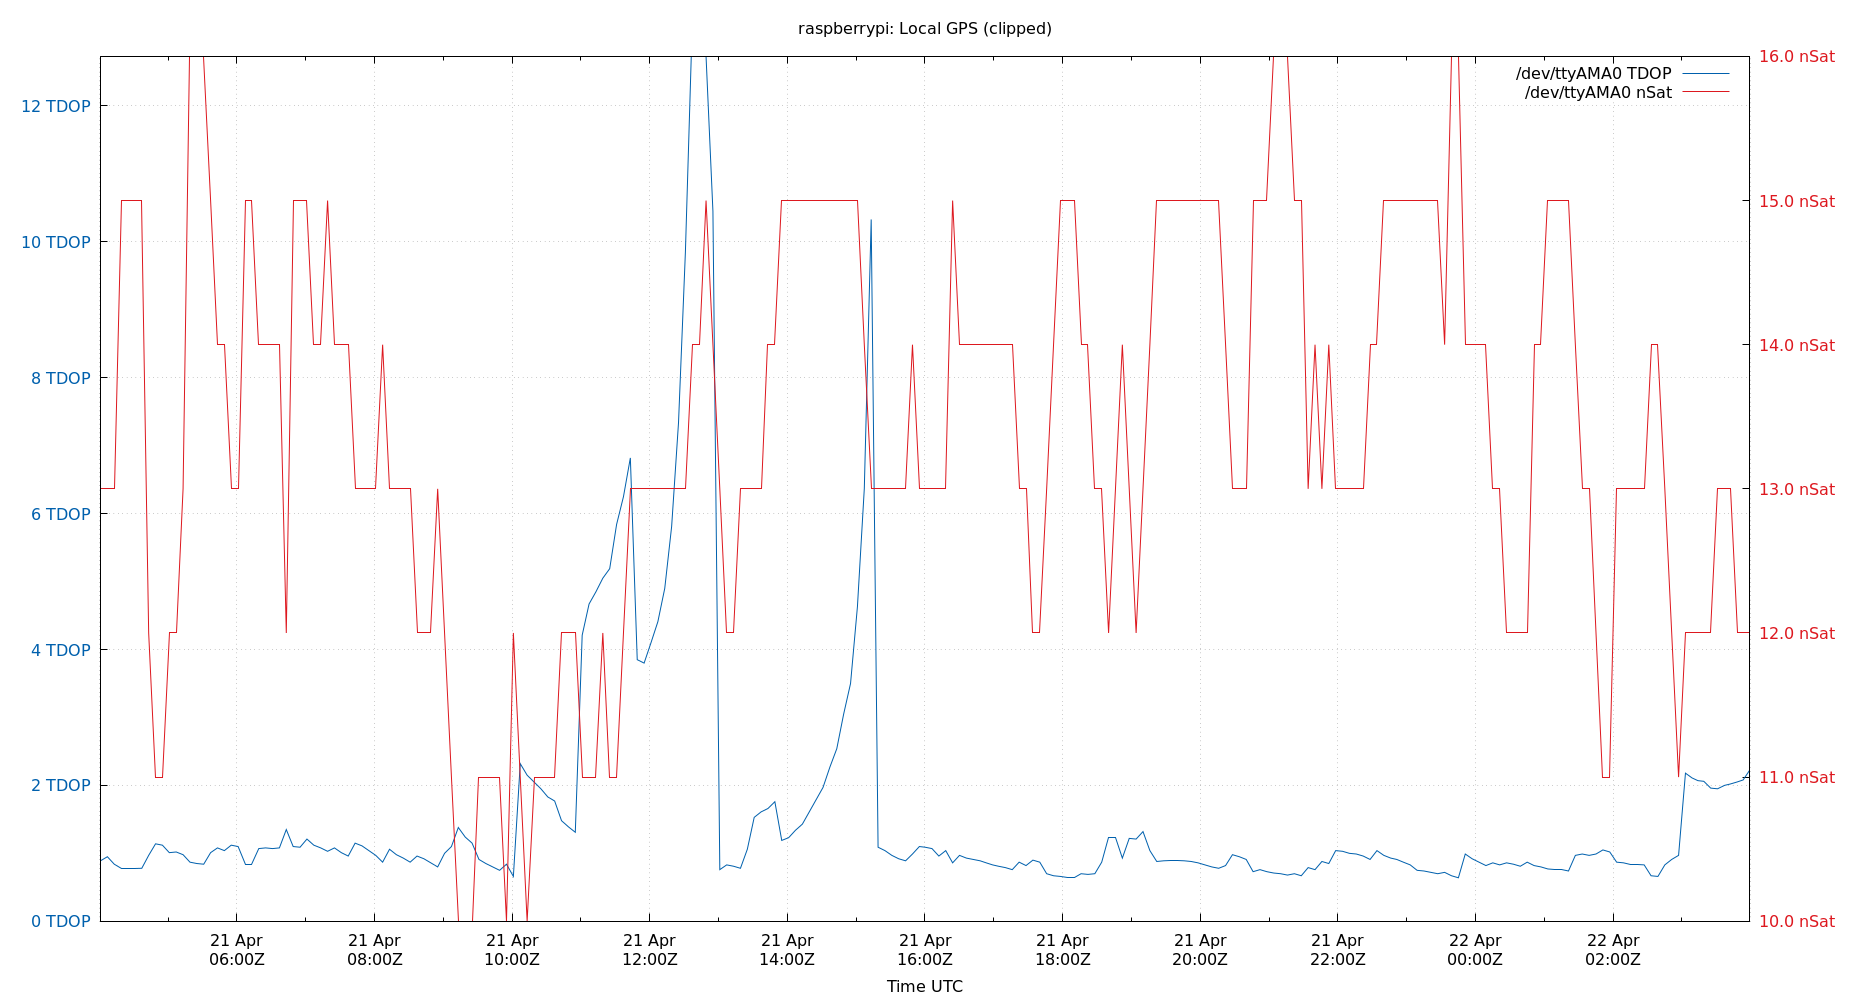 raspberrypi: Local GPS (clipped)
/dev/ttyAMA0 TDOP
/dev/ttyAMA0 nSat
12 TDOP
10 TDOP
8 TDOP
6 TDOP
4 TDOP
2 TDOP
0 TDOP
16.0 nSat
15.0 nSat
14.0 nSat
13.0 nSat
12.0 nSat
11.0 nSat
10.0 nSat
21 Apr
06:00Z
21 Apr
08:00Z
21 Apr
10:00Z
21 Apr
12:00Z
21 Apr
14:00Z
21 Apr
16:00Z
21 Apr
18:00Z
21 Apr
20:00Z
21 Apr
22:00Z
22 Apr
00:00Z
22 Apr
02:00Z
Time UTC